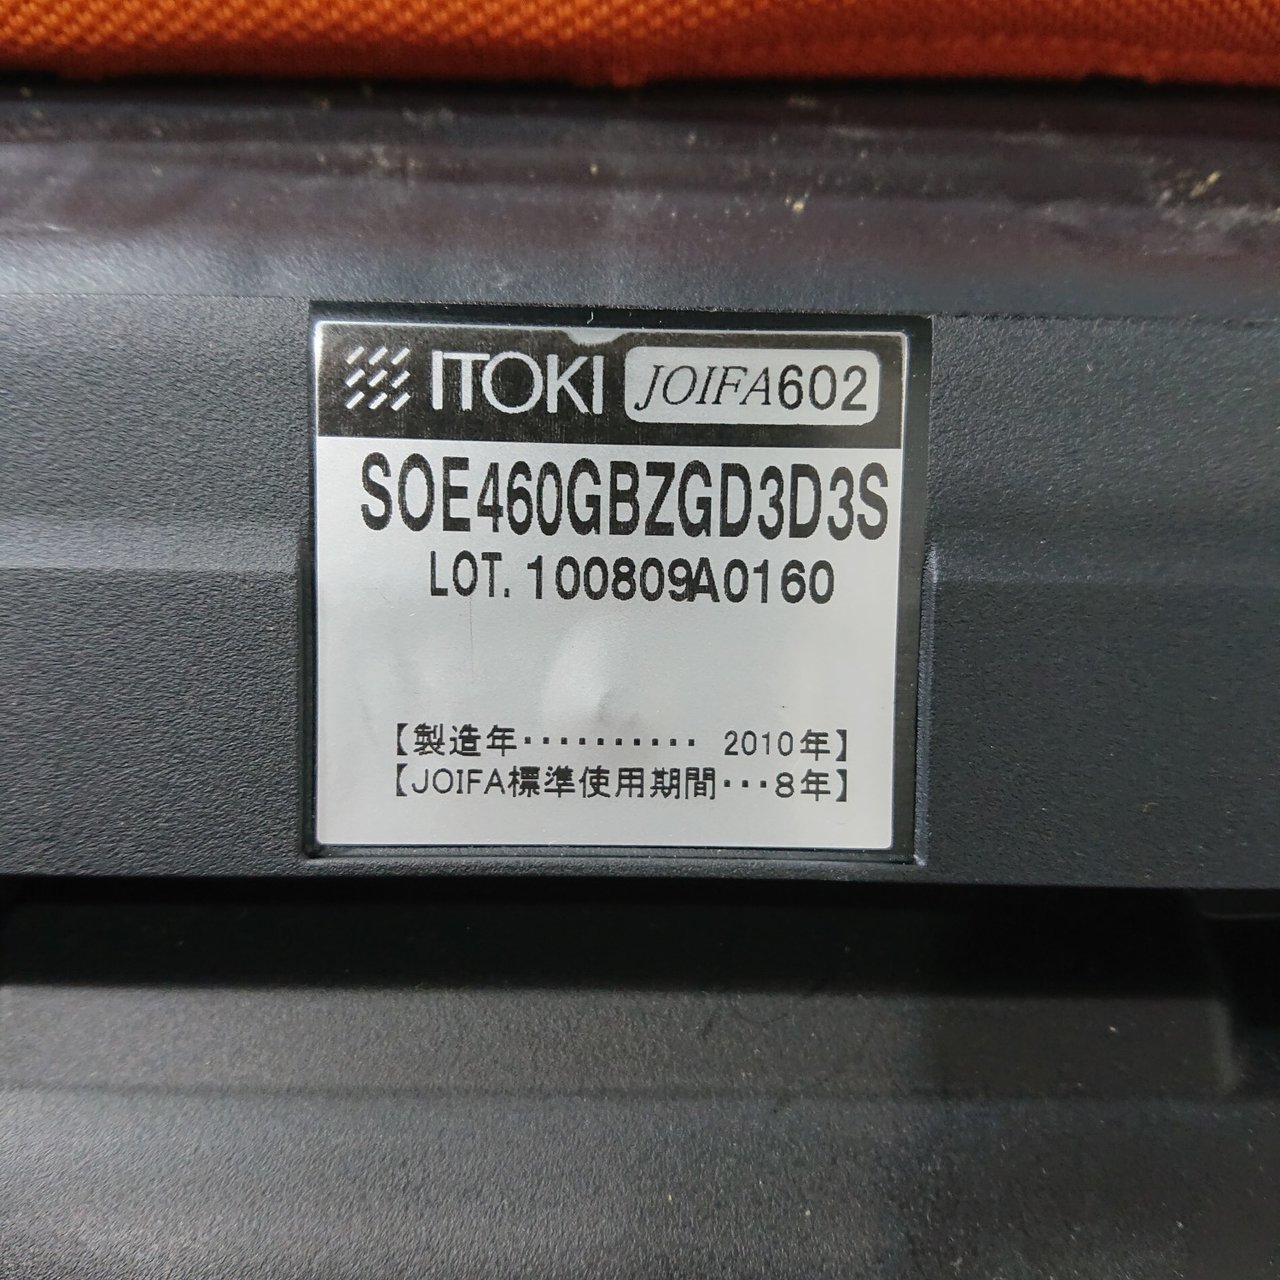 ITOKI JOIFA602
SOE460GBZGD3D3S
LOT. 100809A0160
【製造年・・・・・・・・・・ 2010年】
【JOIFA標準使用期間・・・8年】